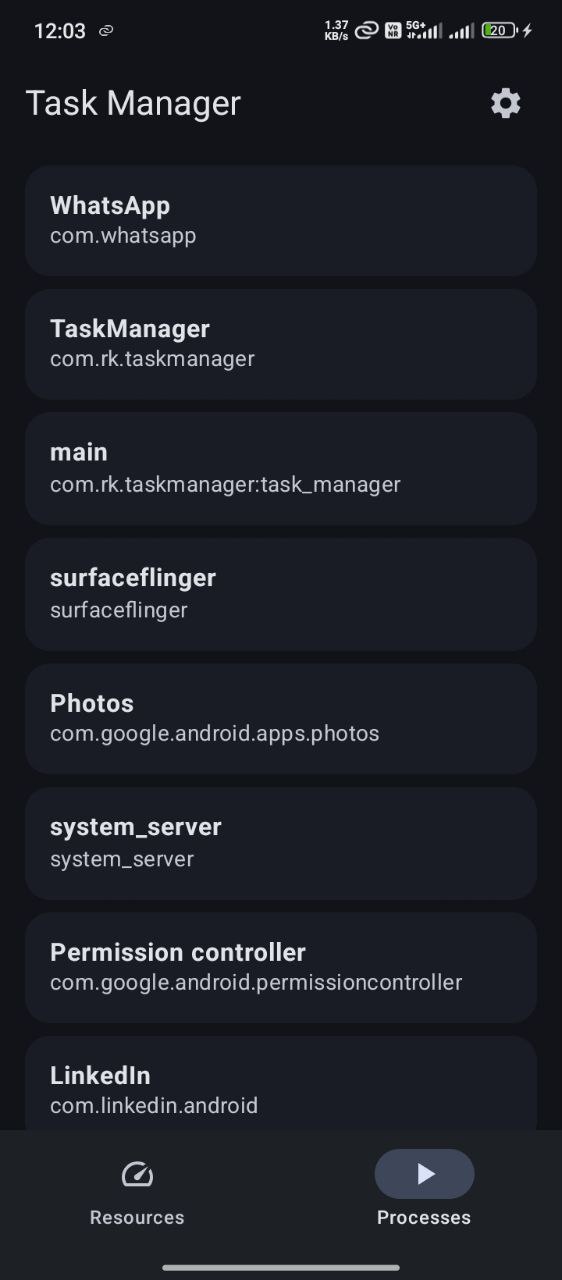 12:03
1.37
KB/s
Vo
NR
5G+
20
Task Manager
WhatsApp
com.whatsapp
TaskManager
com.rk.taskmanager
main
com.rk.taskmanager:task_manager
surfaceflinger
surfaceflinger
Photos
com.google.android.apps.photos
system_server
system_server
Permission controller
com.google.android.permissioncontroller
LinkedIn
com.linkedin.android
Resources
Processes